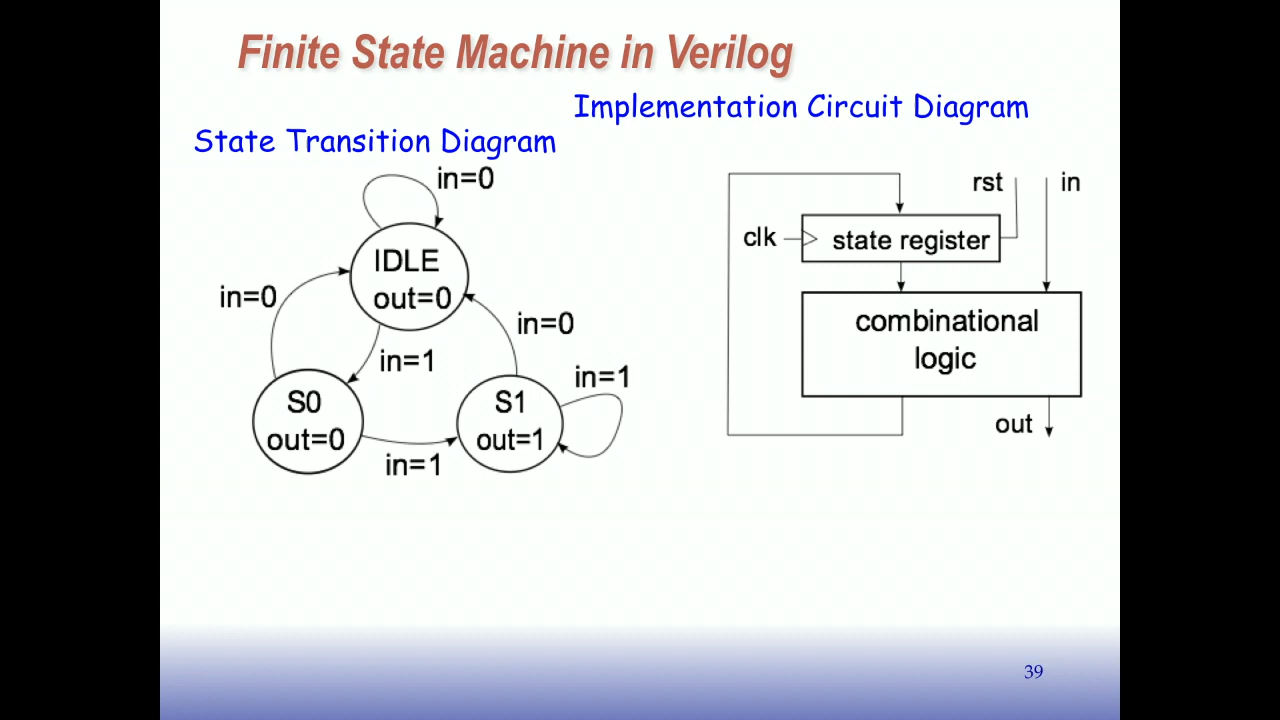 Finite State Machine in Verilog
Implementation Circuit Diagram
State Transition Diagram
in=0
IDLE
out=0
in=0
in=0
in=1
in=1
S0
out=0
S1
out=1
in=1
rst
in
clk
state register
combinational
logic
out
39